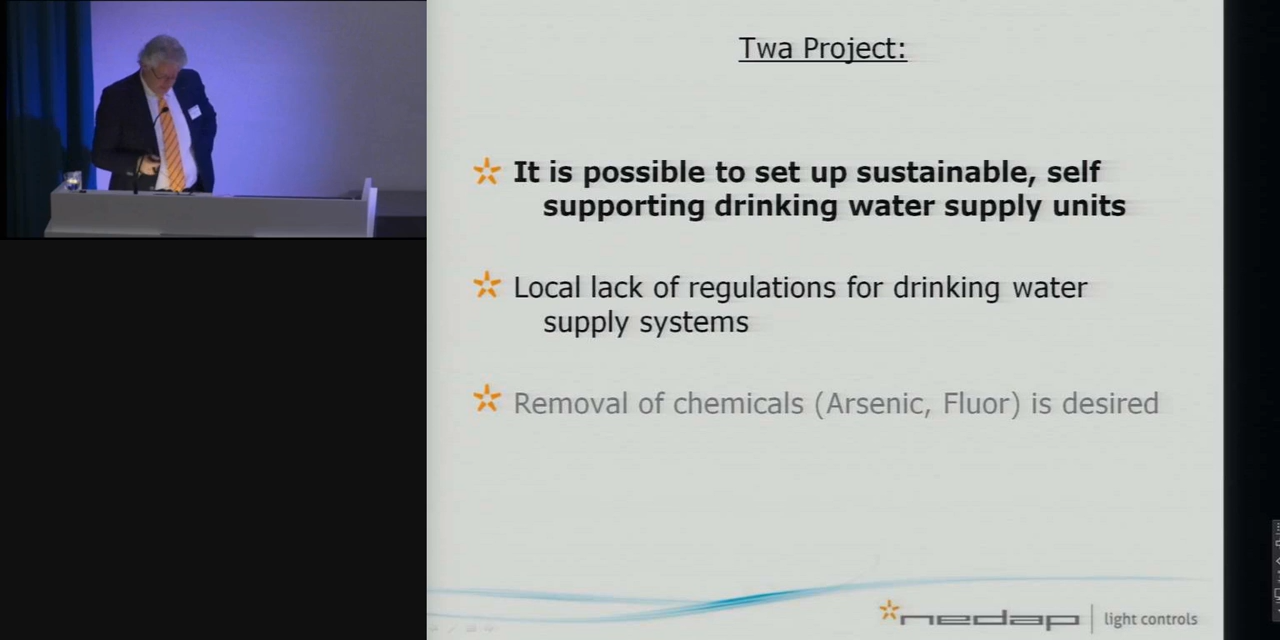 Twa Project:
It is possible to set up sustainable, self
supporting drinking water supply units
Local lack of regulations for drinking water
supply systems
Removal of chemicals (Arsenic, Fluor) is desired
nedap
light controls